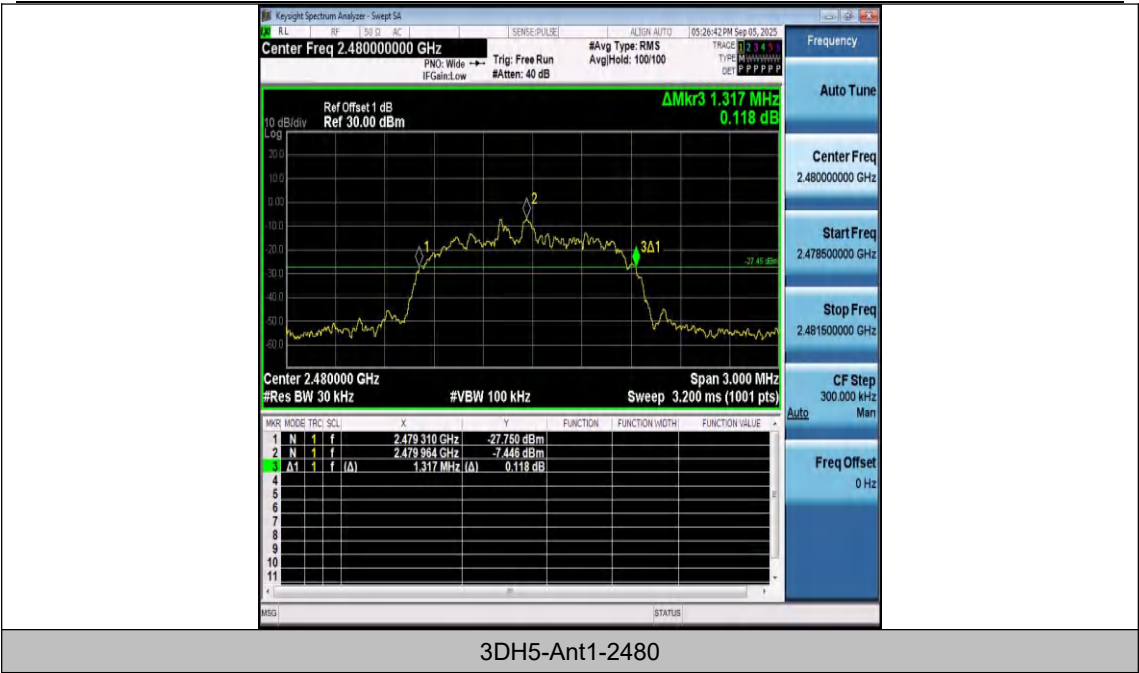 Keysight Spectrum Analyzer - Swept SA
RL RF 50 Ω AC SENSE:PULSE ALIGN AUTO 05:26:42 PM Sep 05, 2025
Center Freq 2.480000000 GHz
PNO: Wide
IFGain:Low
Trig: Free Run
#Atten: 40 dB
#Avg Type: RMS
Avg|Hold: 100/100
TRACE 1 2 3 4 5 6
TYPE M W W W W W
DET P P P P P P
Frequency
Auto Tune
Center Freq
2.480000000 GHz
Start Freq
2.478500000 GHz
Stop Freq
2.481500000 GHz
CF Step
300.000 kHz
Auto Man
Freq Offset
0 Hz
ΔMkr3 1.317 MHz
0.118 dB
Ref Offset 1 dB
10 dB/div Ref 30.00 dBm
Log
20.0
10.0
0.00
-10.0
-20.0
-30.0
-40.0
-50.0
-60.0
1
2
3Δ1
-27.45 dBm
Center 2.480000 GHz Span 3.000 MHz
#Res BW 30 kHz #VBW 100 kHz Sweep 3.200 ms (1001 pts)
MKR MODE TRC SCL X Y FUNCTION FUNCTION WIDTH FUNCTION VALUE
1 N 1 f 2.479 310 GHz -27.750 dBm
2 N 1 f 2.479 964 GHz -7.446 dBm
3 Δ1 1 f (Δ) 1.317 MHz (Δ) 0.118 dB
4
5
6
7
8
9
10
11
MSG STATUS
3DH5-Ant1-2480